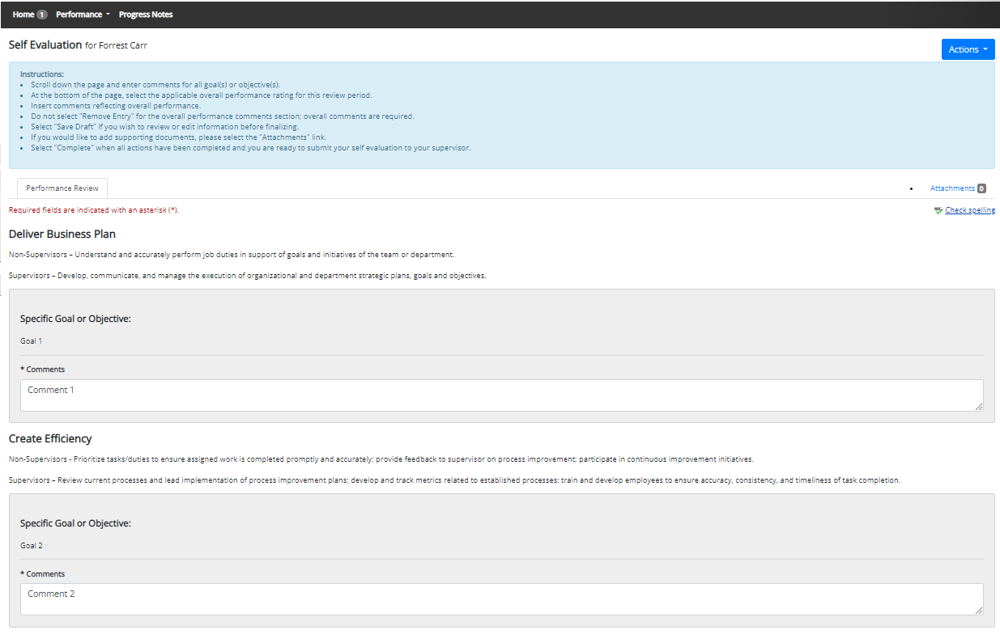 Home 1 Performance Progress Notes
Self Evaluation for Forrest Carr
Actions
Instructions:
• Scroll down the page and enter comments for all goal(s) or objective(s).
• At the bottom of the page, select the applicable overall performance rating for this review period.
• Insert comments reflecting overall performance.
• Do not select "Remove Entry" for the overall performance comments section; overall comments are required.
• Select "Save Draft" if you wish to review or edit information before finalizing.
• If you would like to add supporting documents, please select the "Attachments" link.
• Select "Complete" when all actions have been completed and you are ready to submit your self evaluation to your supervisor.
Performance Review
• Attachments 0
Required fields are indicated with an asterisk (*).
Check spelling
Deliver Business Plan
Non-Supervisors – Understand and accurately perform job duties in support of goals and initiatives of the team or department.
Supervisors – Develop, communicate, and manage the execution of organizational and department strategic plans, goals and objectives.
Specific Goal or Objective:
Goal 1
* Comments
Comment 1
Create Efficiency
Non-Supervisors - Prioritize tasks/duties to ensure assigned work is completed promptly and accurately; provide feedback to supervisor on process improvement; participate in continuous improvement initiatives.
Supervisors – Review current processes and lead implementation of process improvement plans; develop and track metrics related to established processes; train and develop employees to ensure accuracy, consistency, and timeliness of task completion.
Specific Goal or Objective:
Goal 2
* Comments
Comment 2